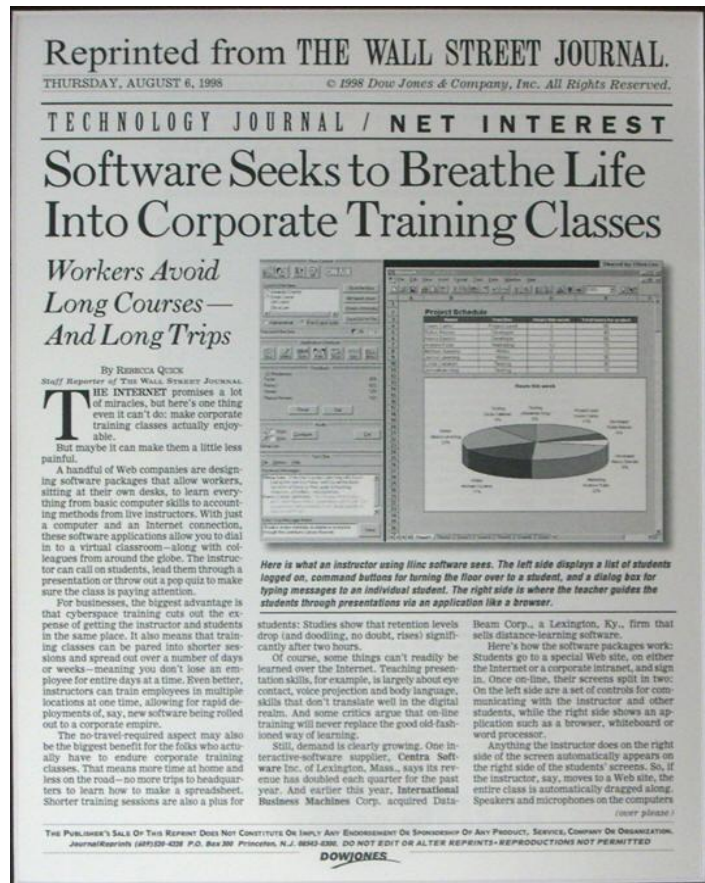 Reprinted from THE WALL STREET JOURNAL.
THURSDAY, AUGUST 6, 1998
© 1998 Dow Jones & Company, Inc. All Rights Reserved.
TECHNOLOGY JOURNAL / NET INTEREST
Software Seeks to Breathe Life
Into Corporate Training Classes
Workers Avoid
Long Courses—
And Long Trips
By REBECCA QUICK
Staff Reporter of THE WALL STREET JOURNAL
THE INTERNET promises a lot
of miracles, but here's one thing
even it can't do: make corporate
training classes actually enjoy-
able.
But maybe it can make them a little less
painful.
A handful of Web companies are design-
ing software packages that allow workers,
sitting at their own desks, to learn every-
thing from basic computer skills to account-
ing methods from live instructors. With just
a computer and an Internet connection,
these software applications allow you to dial
in to a virtual classroom—along with col-
leagues from around the globe. The instruc-
tor can call on students, lead them through a
presentation or throw out a pop quiz to make
sure the class is paying attention.
For businesses, the biggest advantage is
that cyberspace training cuts out the ex-
pense of getting the instructor and students
in the same place. It also means that train-
ing classes can be pared into shorter ses-
sions and spread out over a number of days
or weeks—meaning you don't lose an em-
ployee for entire days at a time. Even better,
instructors can train employees in multiple
locations at one time, allowing for rapid de-
ployments of, say, new software being rolled
out to a corporate empire.
The no-travel-required aspect may also
be the biggest benefit for the folks who actu-
ally have to endure corporate training
classes. That means more time at home and
less on the road—no more trips to headquar-
ters to learn how to make a spreadsheet.
Shorter training sessions are also a plus for
Project Schedule
Here is what an instructor using Ilinc software sees. The left side displays a list of students
logged on, command buttons for turning the floor over to a student, and a dialog box for
typing messages to an individual student. The right side is where the teacher guides the
students through presentations via an application like a browser.
students: Studies show that retention levels
drop (and doodling, no doubt, rises) signifi-
cantly after two hours.
Of course, some things can't readily be
learned over the Internet. Teaching presen-
tation skills, for example, is largely about eye
contact, voice projection and body language,
skills that don't translate well in the digital
realm. And some critics argue that on-line
training will never replace the good old-fash-
ioned way of learning.
Still, demand is clearly growing. One in-
teractive-software supplier, Centra Soft-
ware Inc. of Lexington, Mass., says its rev-
enue has doubled each quarter for the past
year. And earlier this year, International
Business Machines Corp. acquired Data-
Beam Corp., a Lexington, Ky., firm that
sells distance-learning software.
Here's how the software packages work:
Students go to a special Web site, on either
the Internet or a corporate intranet, and sign
in. Once on-line, their screens split in two:
On the left side are a set of controls for com-
municating with the instructor and other
students, while the right side shows an ap-
plication such as a browser, whiteboard or
word processor.
Anything the instructor does on the right
side of the screen automatically appears on
the right side of the students' screens. So, if
the instructor, say, moves to a Web site, the
entire class is automatically dragged along.
Speakers and microphones on the computers
(over please)
THE PUBLISHER'S SALE OF THIS REPRINT DOES NOT CONSTITUTE OR IMPLY ANY ENDORSEMENT OR SPONSORSHIP OF ANY PRODUCT, SERVICE, COMPANY OR ORGANIZATION.
JournalReprints (609)520-4328 P.O. Box 300 Princeton, N.J. 08543-0300. DO NOT EDIT OR ALTER REPRINTS•REPRODUCTIONS NOT PERMITTED
DOWJONES